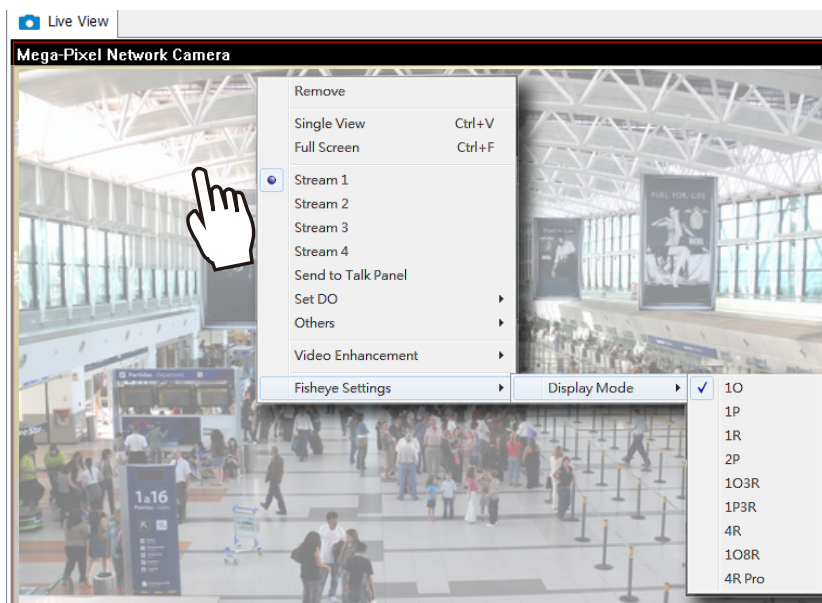 Live View
Mega-Pixel Network Camera
Remove
Single View Ctrl+V
Full Screen Ctrl+F
Stream 1
Stream 2
Stream 3
Stream 4
Send to Talk Panel
Set DO
Others
Video Enhancement
Fisheye Settings
Display Mode
1O
1P
1R
2P
1O3R
1P3R
4R
1O8R
4R Pro
FUEL FOR LIFE
Partidas Departures
1a16